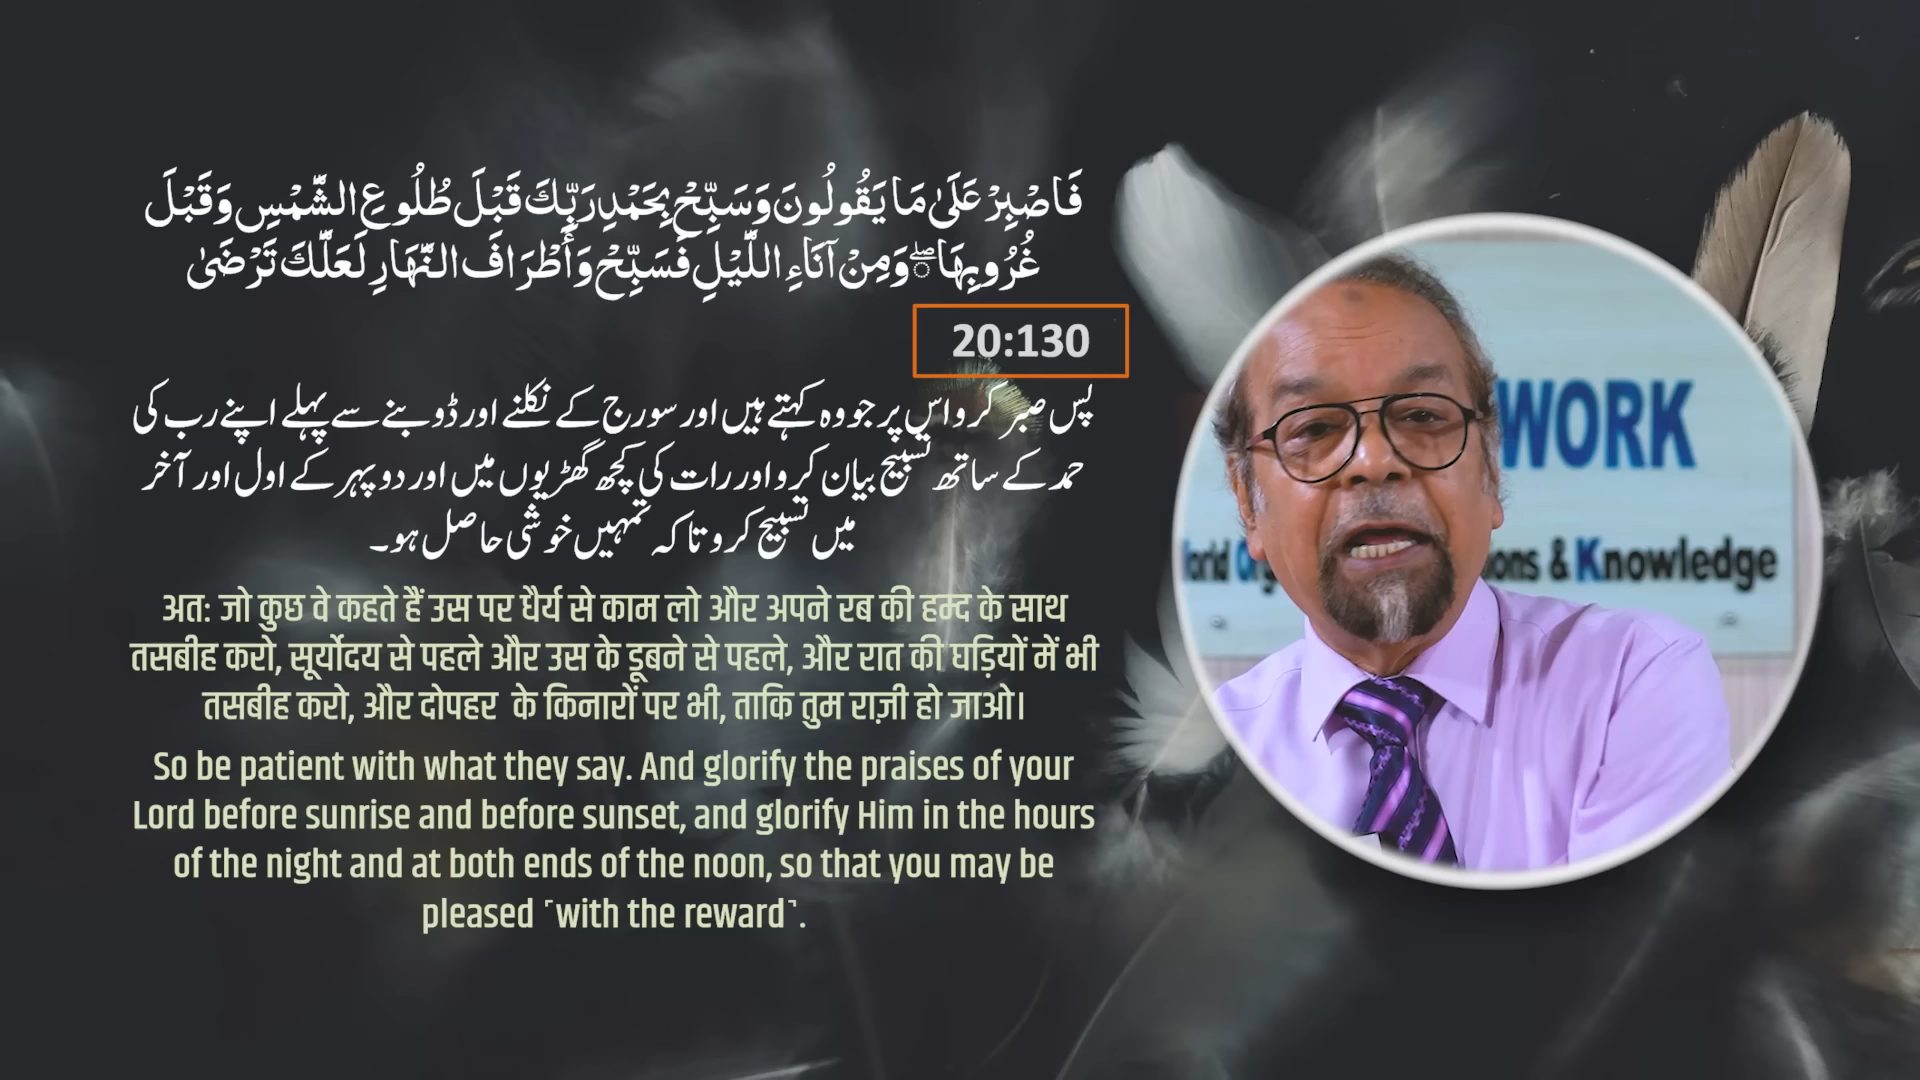 فَاصْبِرْ عَلَىٰ مَا يَقُولُونَ وَسَبِّحْ بِحَمْدِ رَبِّكَ قَبْلَ طُلُوعِ الشَّمْسِ وَقَبْلَ
غُرُوبِهَا ۖ وَمِنْ آنَاءِ اللَّيْلِ فَسَبِّحْ وَأَطْرَافَ النَّهَارِ لَعَلَّكَ تَرْضَىٰ
20:130
پس صبر کرو اس پر جو وہ کہتے ہیں اور سورج کے نکلنے اور ڈوبنے سے پہلے اپنے رب کی
حمد کے ساتھ تسبیح بیان کرو اور رات کی کچھ گھڑیوں میں اور دوپہر کے اول اور آخر
میں تسبیح کرو تاکہ تمہیں خوشی حاصل ہو۔
अतः जो कुछ वे कहते हैं उस पर धैर्य से काम लो और अपने रब की हम्द के साथ
तसबीह करो, सूर्योदय से पहले और उस के डूबने से पहले, और रात की घड़ियों में भी
तसबीह करो, और दोपहर के किनारों पर भी, ताकि तुम राज़ी हो जाओ।
So be patient with what they say. And glorify the praises of your
Lord before sunrise and before sunset, and glorify Him in the hours
of the night and at both ends of the noon, so that you may be
pleased ˹with the reward˺.
WORK
ons & Knowledge